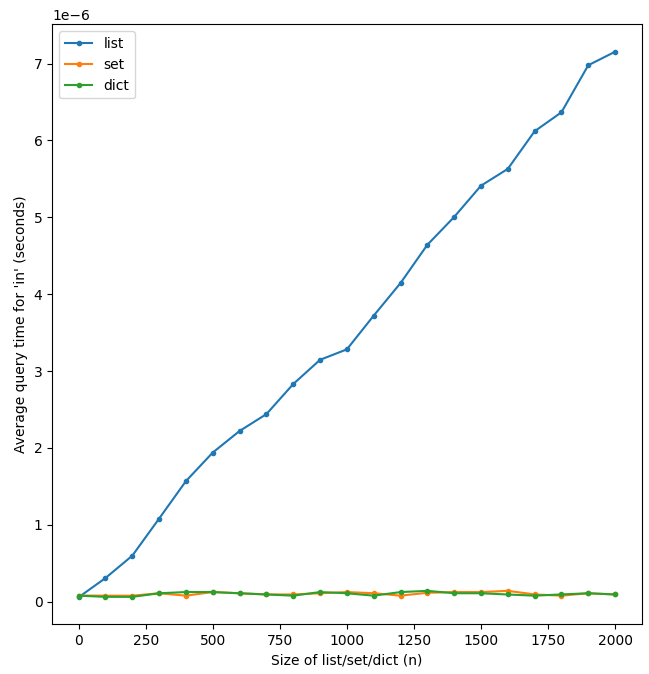 1e−6
list
set
dict
7
6
5
4
3
2
1
0
Average query time for 'in' (seconds)
0 250 500 750 1000 1250 1500 1750 2000
Size of list/set/dict (n)